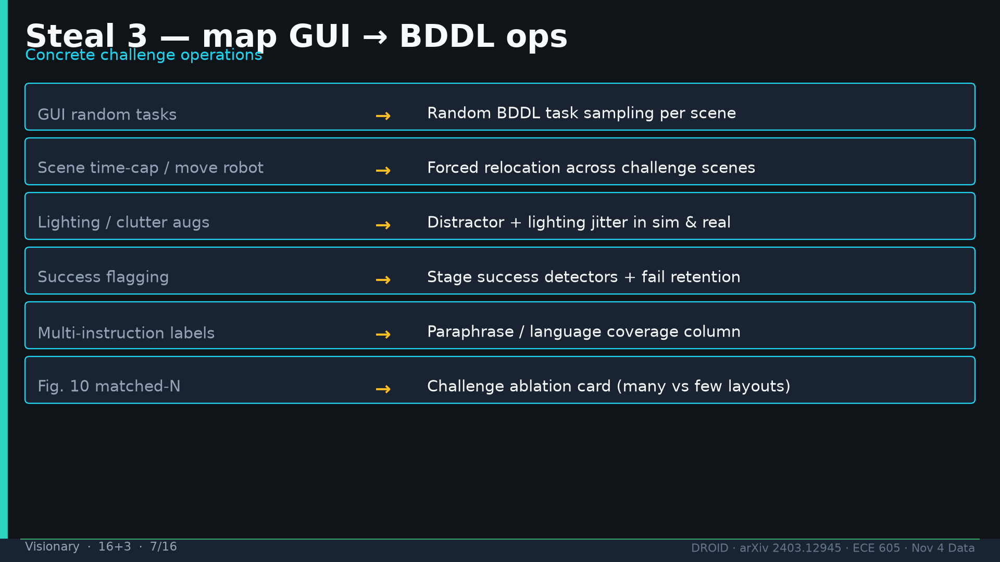 Steal 3 — map GUI → BDDL ops
Concrete challenge operations
GUI random tasks → Random BDDL task sampling per scene
Scene time-cap / move robot → Forced relocation across challenge scenes
Lighting / clutter augs → Distractor + lighting jitter in sim & real
Success flagging → Stage success detectors + fail retention
Multi-instruction labels → Paraphrase / language coverage column
Fig. 10 matched-N → Challenge ablation card (many vs few layouts)
Visionary · 16+3 · 7/16
DROID · arXiv 2403.12945 · ECE 605 · Nov 4 Data